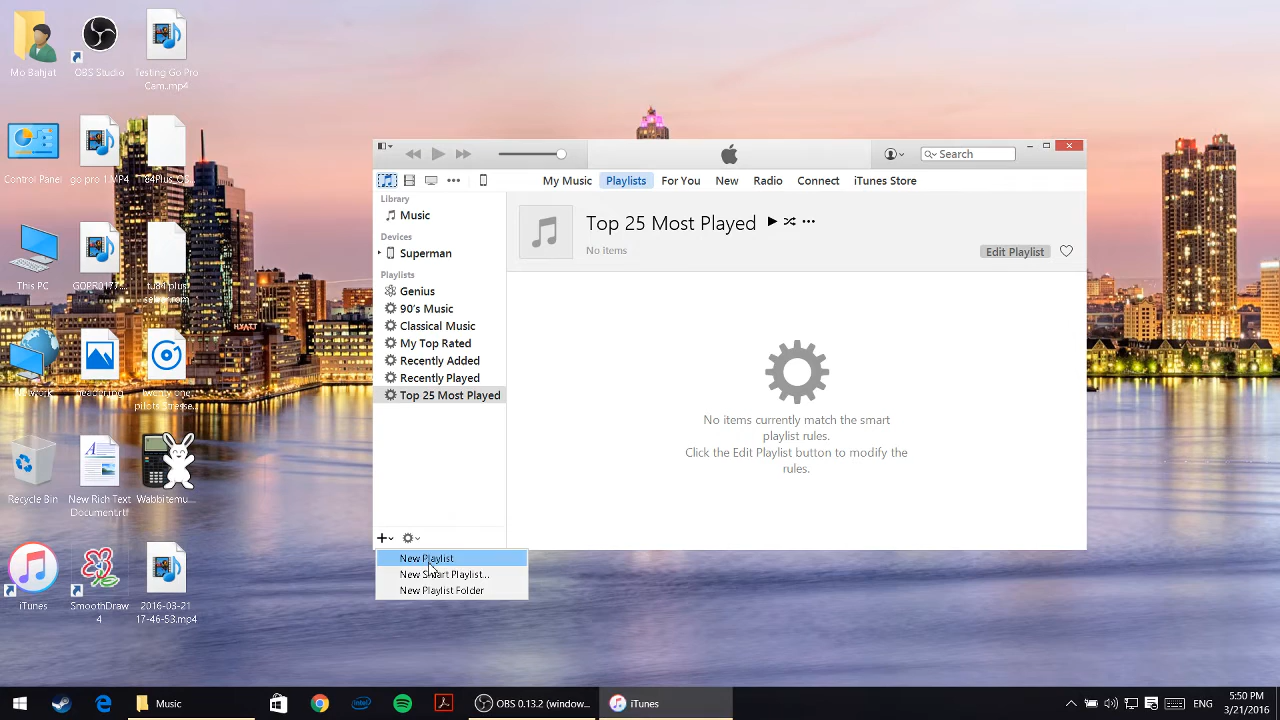 Mo Bahjat
OBS Studio
Testing Go Pro
Cam..mp4
Control Panel
go pro 1.MP4
This PC
Network
Recycle Bin
New Rich Text
Document.rtf
Wabbitemu....
iTunes
SmoothDraw
4
2016-03-21
17-46-53.mp4
HYATT
Search
My Music
Playlists
For You
New
Radio
Connect
iTunes Store
Library
Music
Devices
Superman
Playlists
Genius
90's Music
Classical Music
My Top Rated
Recently Added
Recently Played
Top 25 Most Played
Top 25 Most Played
No items
Edit Playlist
No items currently match the smart
playlist rules.
Click the Edit Playlist button to modify the
rules.
New Playlist
New Smart Playlist...
New Playlist Folder
Music
OBS 0.13.2 (window...
iTunes
ENG
5:50 PM
3/21/2016